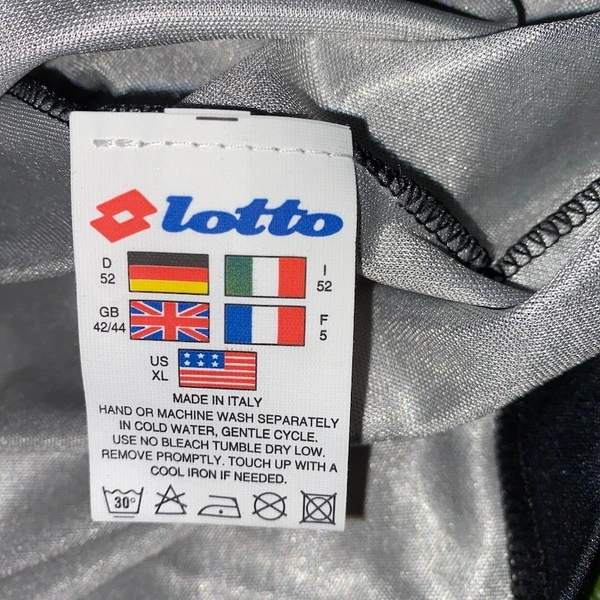 lotto
D
52
I
52
GB
42/44
F
5
US
XL
MADE IN ITALY
HAND OR MACHINE WASH SEPARATELY
IN COLD WATER, GENTLE CYCLE.
USE NO BLEACH TUMBLE DRY LOW.
REMOVE PROMPTLY. TOUCH UP WITH A
COOL IRON IF NEEDED.
30°